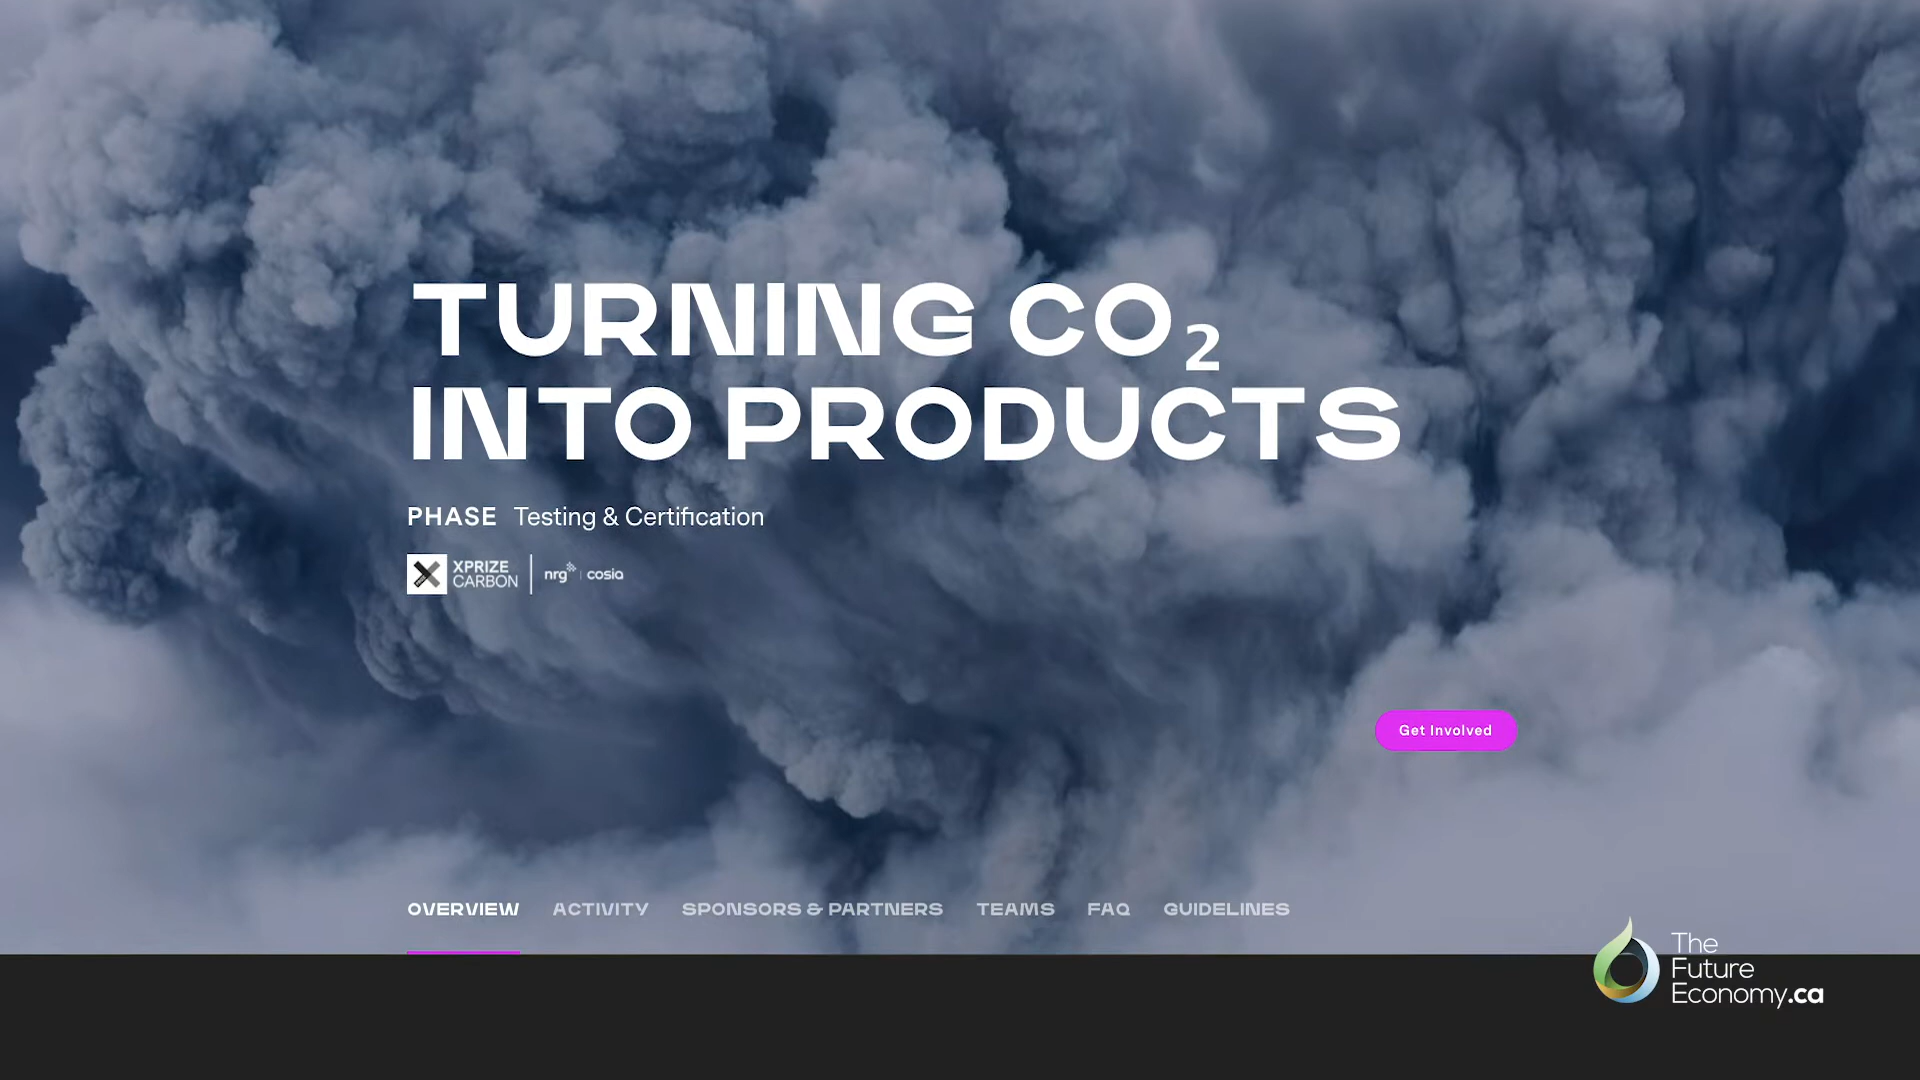 TURNING CO₂
INTO PRODUCTS
PHASE Testing & Certification
XPRIZE
CARBON
nrg cosia
Get Involved
OVERVIEW ACTIVITY SPONSORS & PARTNERS TEAMS FAQ GUIDELINES
The
Future
Economy.ca